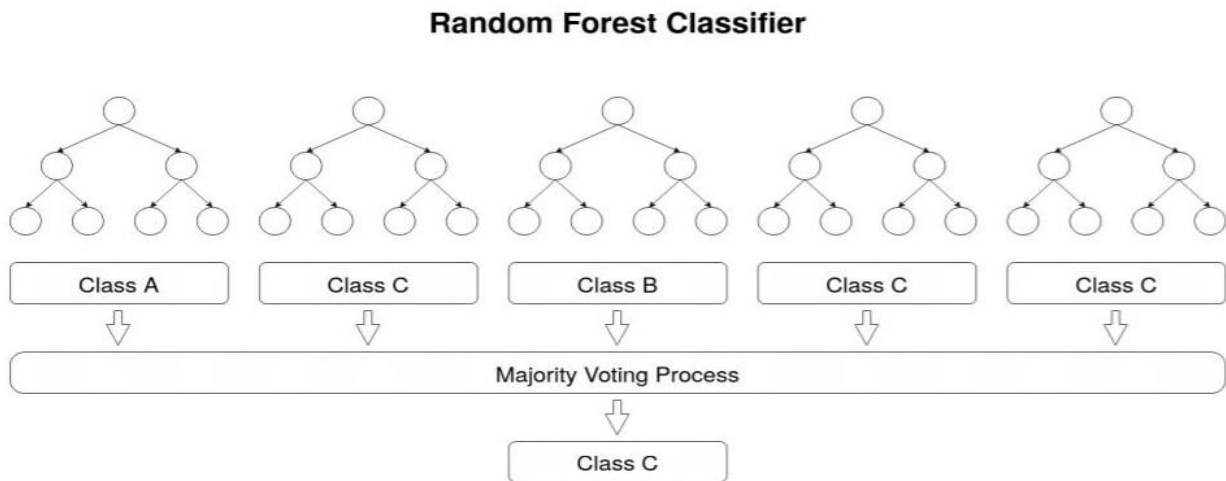 Random Forest Classifier
Class A
Class C
Class B
Class C
Class C
Majority Voting Process
Class C